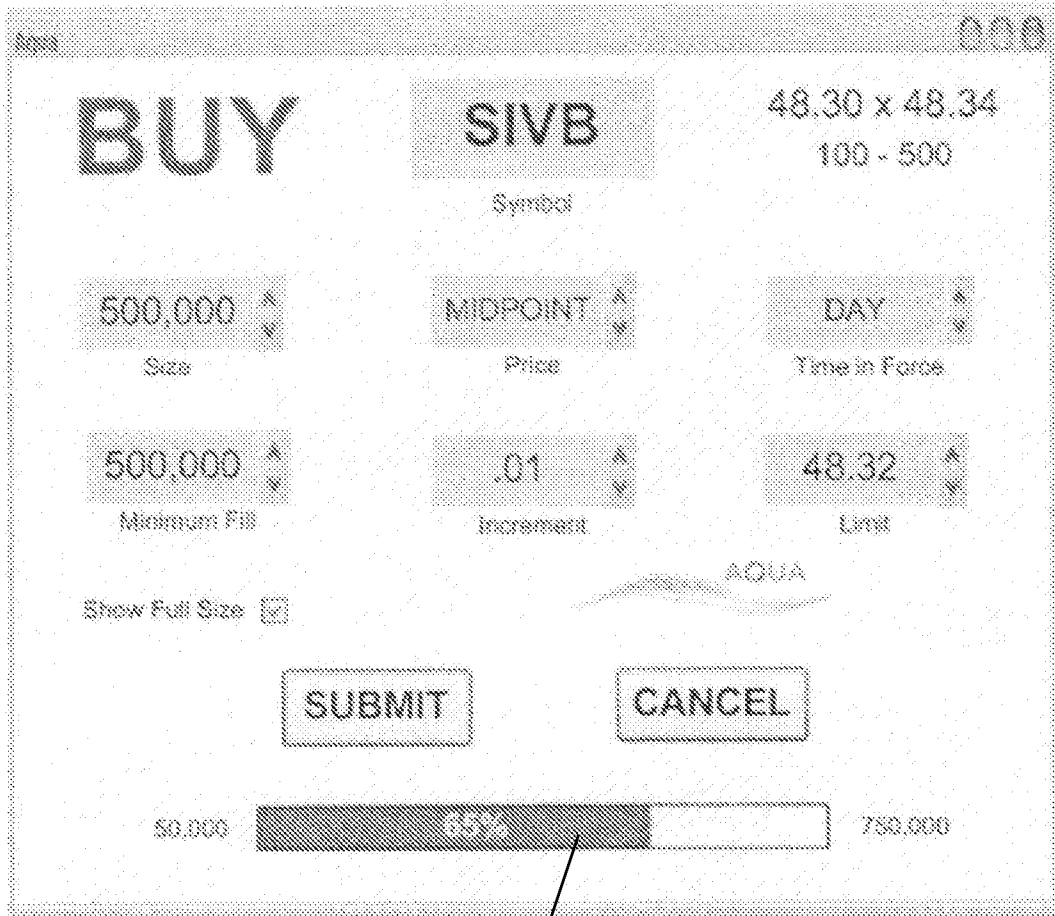 Aqua
BUY
SIVB
48.30 x 48.34
100 - 500
Symbol
500,000
MIDPOINT
DAY
Size
Price
Time in Force
500,000
.01
48.32
Minimum Fill
Increment
Limit
AQUA
Show Full Size
SUBMIT
CANCEL
50,000
65%
750,000